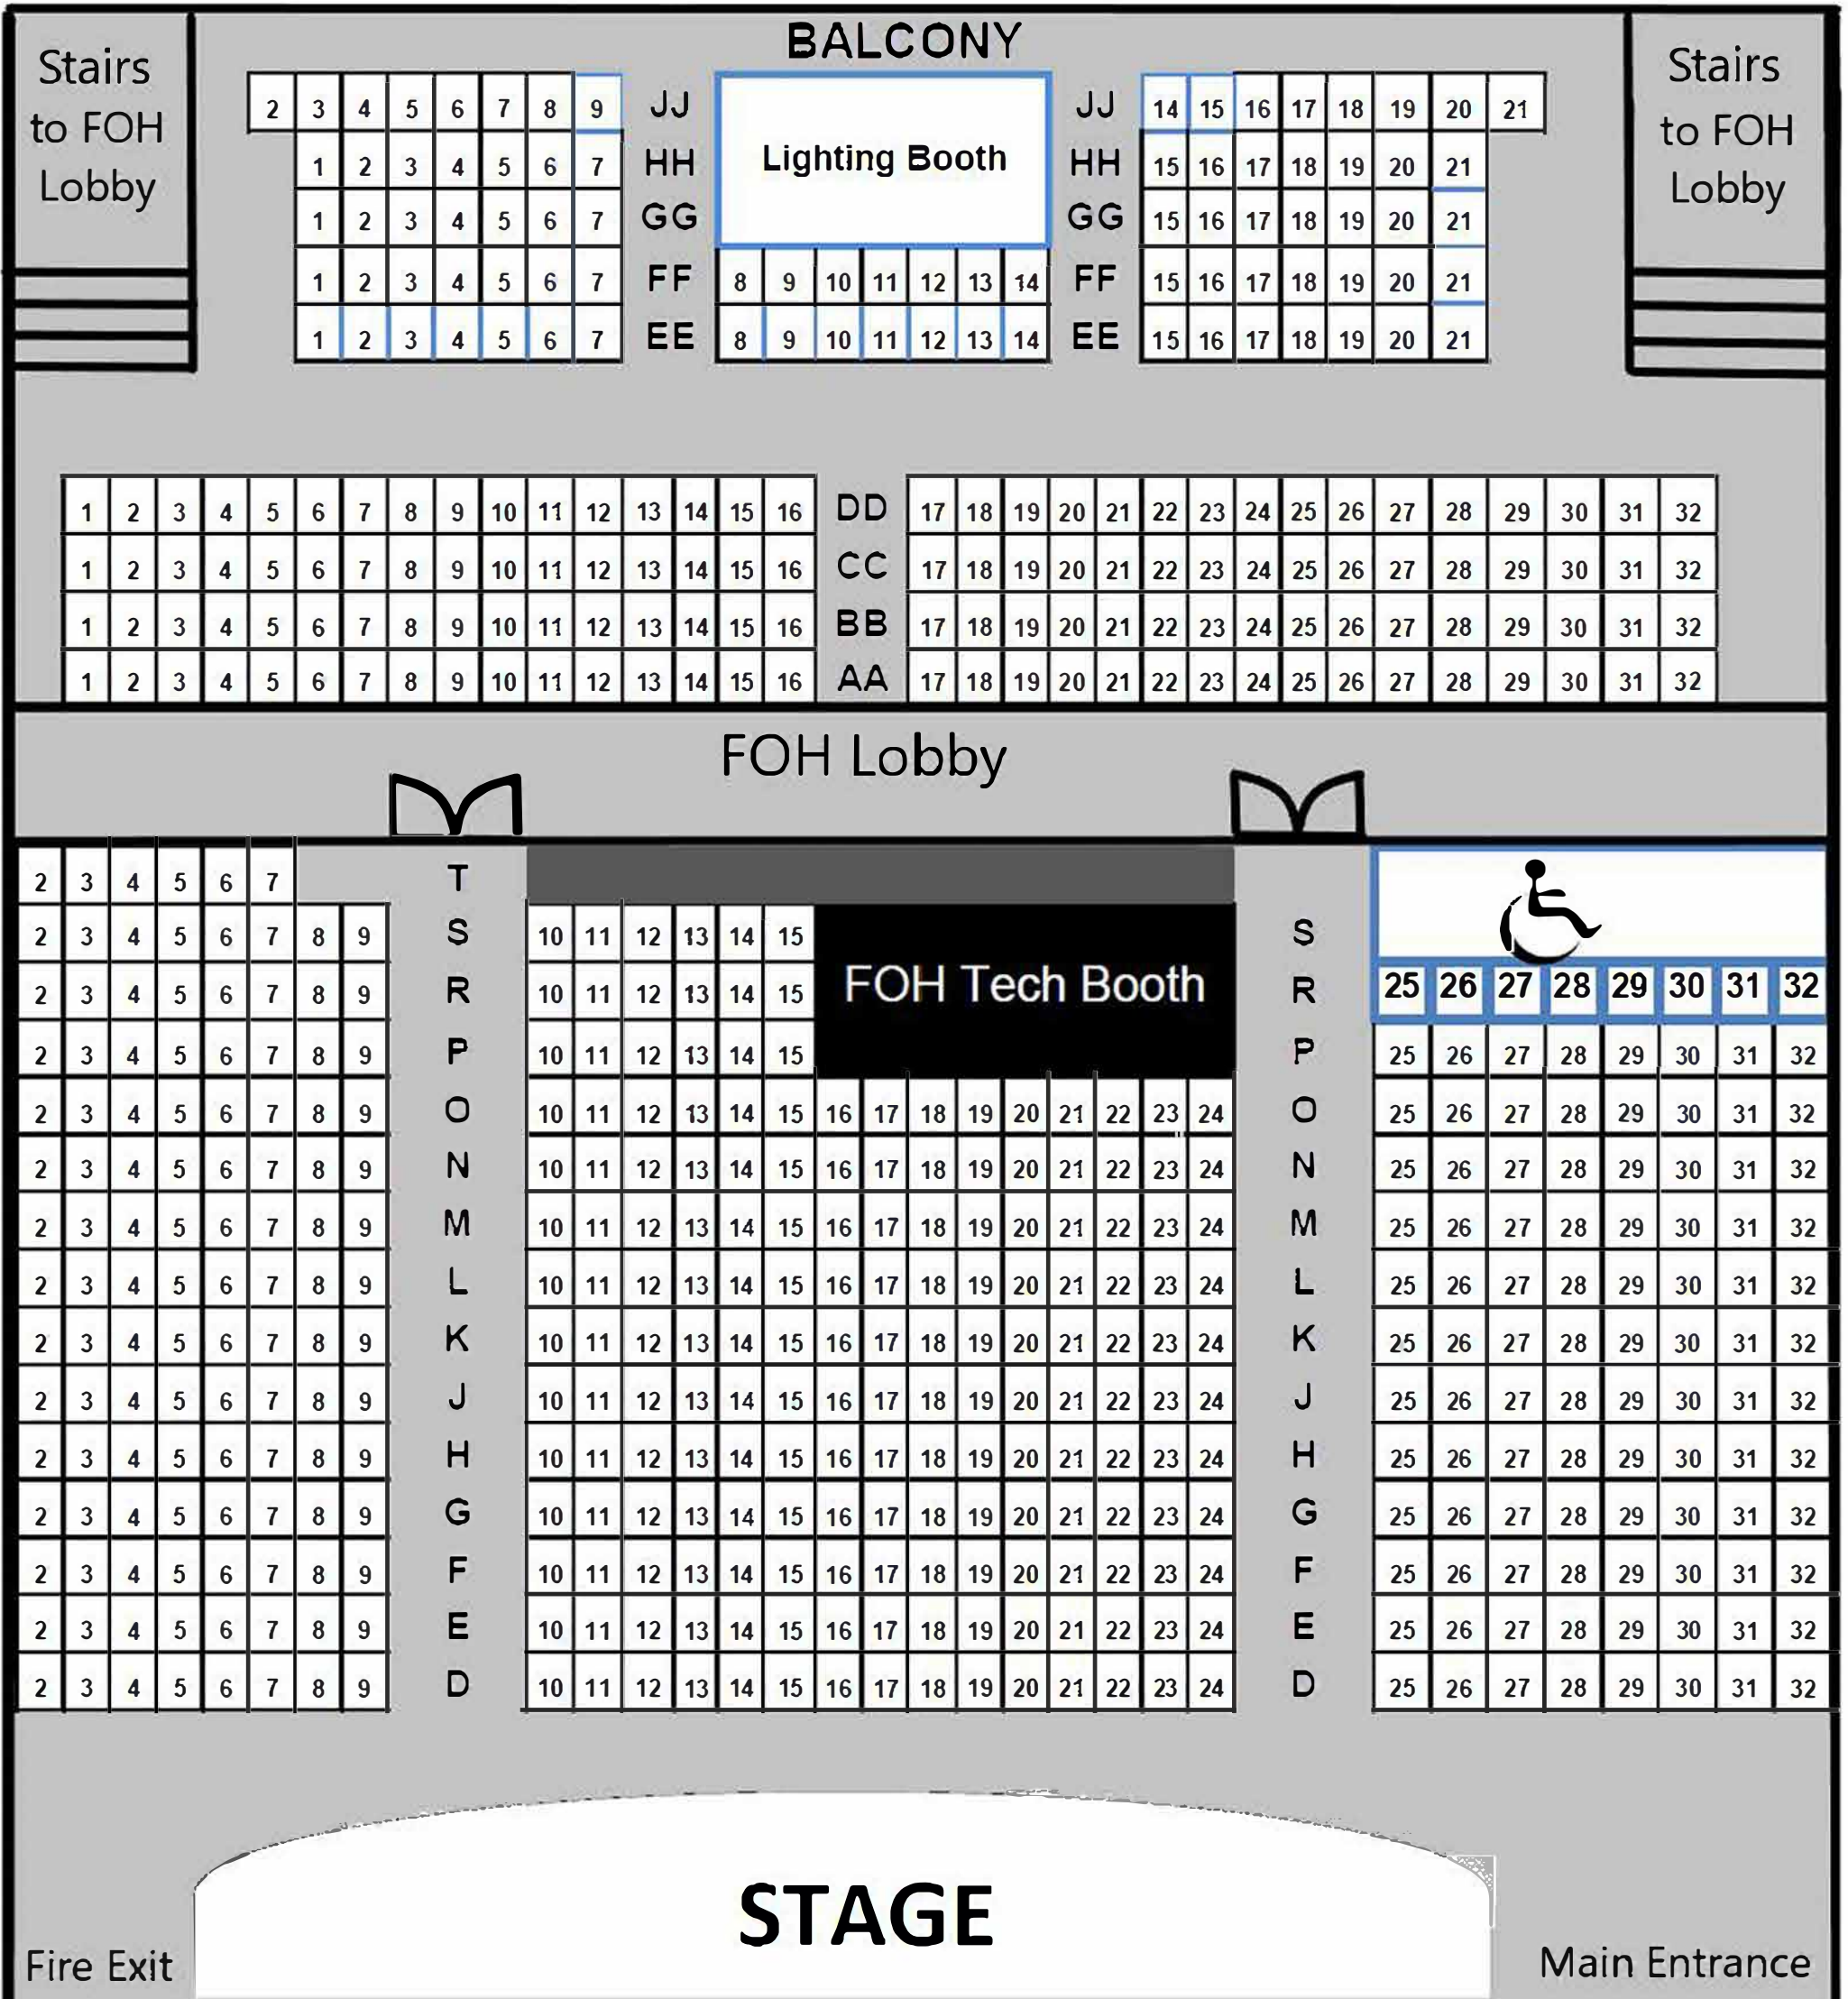 BALCONY
Stairs
to FOH
Lobby
Stairs
to FOH
Lobby
2 3 4 5 6 7 8 9 JJ JJ 14 15 16 17 18 19 20 21
Lighting Booth
1 2 3 4 5 6 7 HH HH 15 16 17 18 19 20 21
1 2 3 4 5 6 7 GG GG 15 16 17 18 19 20 21
1 2 3 4 5 6 7 FF 8 9 10 11 12 13 14 FF 15 16 17 18 19 20 21
1 2 3 4 5 6 7 EE 8 9 10 11 12 13 14 EE 15 16 17 18 19 20 21
1 2 3 4 5 6 7 8 9 10 11 12 13 14 15 16 DD 17 18 19 20 21 22 23 24 25 26 27 28 29 30 31 32
1 2 3 4 5 6 7 8 9 10 11 12 13 14 15 16 CC 17 18 19 20 21 22 23 24 25 26 27 28 29 30 31 32
1 2 3 4 5 6 7 8 9 10 11 12 13 14 15 16 BB 17 18 19 20 21 22 23 24 25 26 27 28 29 30 31 32
1 2 3 4 5 6 7 8 9 10 11 12 13 14 15 16 AA 17 18 19 20 21 22 23 24 25 26 27 28 29 30 31 32
FOH Lobby
2 3 4 5 6 7 T
2 3 4 5 6 7 8 9 S 10 11 12 13 14 15 S
FOH Tech Booth
2 3 4 5 6 7 8 9 R 10 11 12 13 14 15 R 25 26 27 28 29 30 31 32
2 3 4 5 6 7 8 9 P 10 11 12 13 14 15 P 25 26 27 28 29 30 31 32
2 3 4 5 6 7 8 9 O 10 11 12 13 14 15 16 17 18 19 20 21 22 23 24 O 25 26 27 28 29 30 31 32
2 3 4 5 6 7 8 9 N 10 11 12 13 14 15 16 17 18 19 20 21 22 23 24 N 25 26 27 28 29 30 31 32
2 3 4 5 6 7 8 9 M 10 11 12 13 14 15 16 17 18 19 20 21 22 23 24 M 25 26 27 28 29 30 31 32
2 3 4 5 6 7 8 9 L 10 11 12 13 14 15 16 17 18 19 20 21 22 23 24 L 25 26 27 28 29 30 31 32
2 3 4 5 6 7 8 9 K 10 11 12 13 14 15 16 17 18 19 20 21 22 23 24 K 25 26 27 28 29 30 31 32
2 3 4 5 6 7 8 9 J 10 11 12 13 14 15 16 17 18 19 20 21 22 23 24 J 25 26 27 28 29 30 31 32
2 3 4 5 6 7 8 9 H 10 11 12 13 14 15 16 17 18 19 20 21 22 23 24 H 25 26 27 28 29 30 31 32
2 3 4 5 6 7 8 9 G 10 11 12 13 14 15 16 17 18 19 20 21 22 23 24 G 25 26 27 28 29 30 31 32
2 3 4 5 6 7 8 9 F 10 11 12 13 14 15 16 17 18 19 20 21 22 23 24 F 25 26 27 28 29 30 31 32
2 3 4 5 6 7 8 9 E 10 11 12 13 14 15 16 17 18 19 20 21 22 23 24 E 25 26 27 28 29 30 31 32
2 3 4 5 6 7 8 9 D 10 11 12 13 14 15 16 17 18 19 20 21 22 23 24 D 25 26 27 28 29 30 31 32
STAGE
Fire Exit
Main Entrance